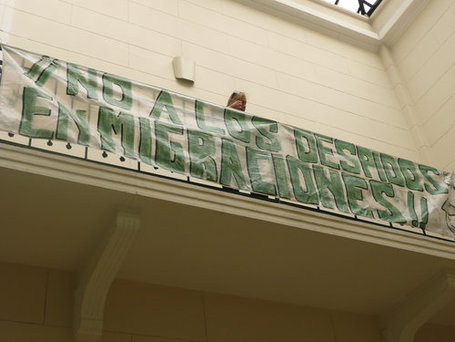 ¡¡NO A LOS DESPIDOS
EN MIGRACIONES!!